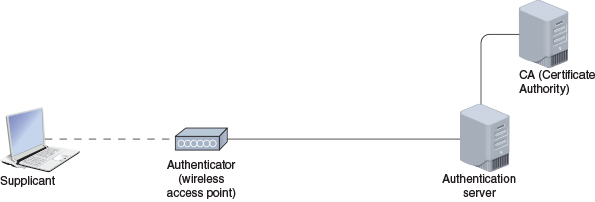 CA (Certificate
Authority)
Supplicant
Authenticator
(wireless
access point)
Authentication
server